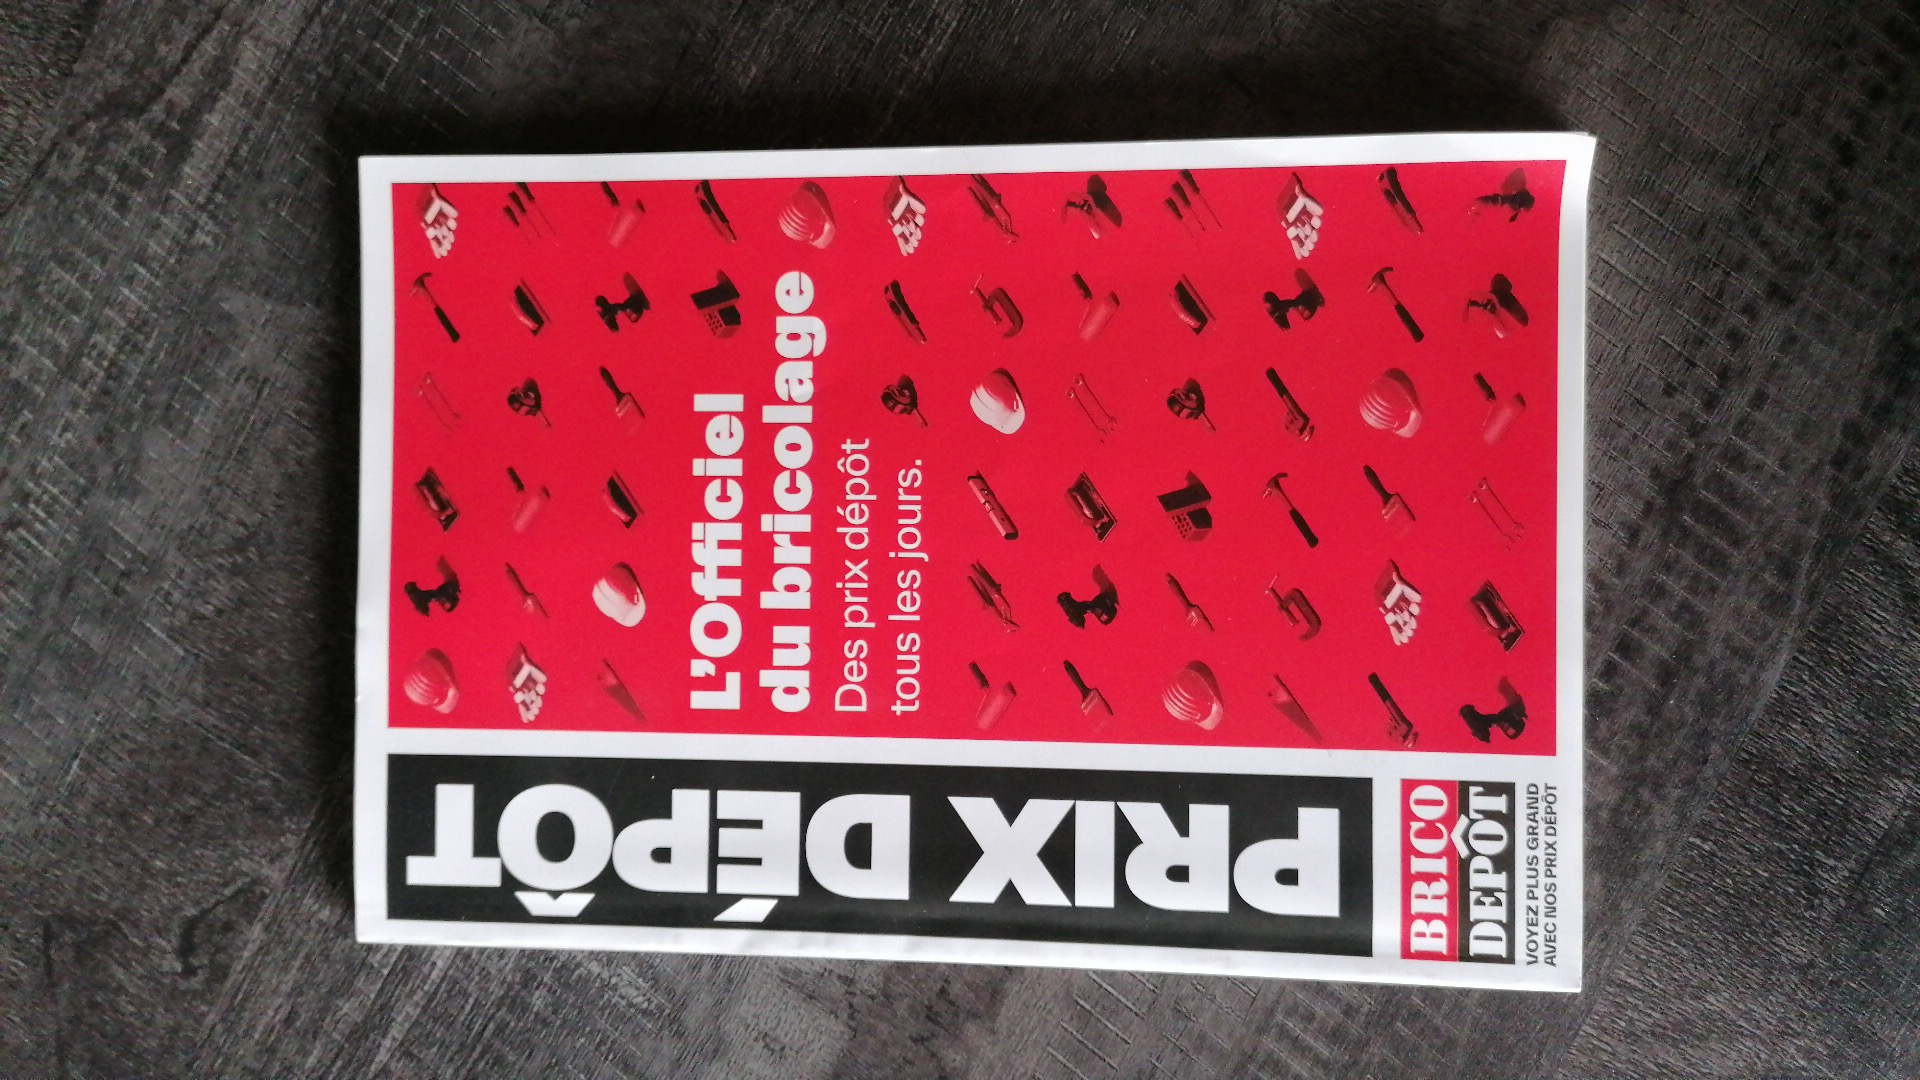 L'Officiel
du bricolage
Des prix dépôt
tous les jours.
PRIX DÉPÔT
BRICO
DEPÔT
VOYEZ PLUS GRAND
AVEC NOS PRIX DÉPÔT